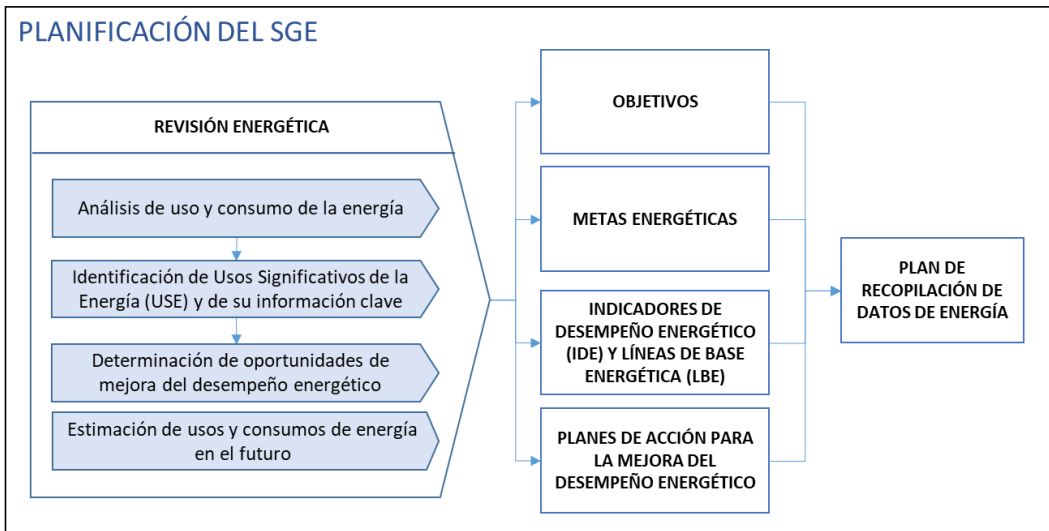 PLANIFICACIÓN DEL SGE
REVISIÓN ENERGÉTICA
Análisis de uso y consumo de la energía
Identificación de Usos Significativos de la
Energía (USE) y de su información clave
Determinación de oportunidades de
mejora del desempeño energético
Estimación de usos y consumos de energía
en el futuro
OBJETIVOS
METAS ENERGÉTICAS
INDICADORES DE
DESEMPEÑO ENERGÉTICO
(IDE) Y LÍNEAS DE BASE
ENERGÉTICA (LBE)
PLANES DE ACCIÓN PARA
LA MEJORA DEL
DESEMPEÑO ENERGÉTICO
PLAN DE
RECOPILACIÓN DE
DATOS DE ENERGÍA